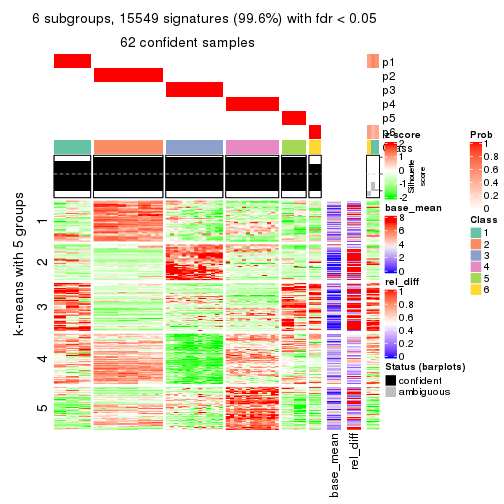 6 subgroups, 15549 signatures (99.6%) with fdr < 0.05
62 confident samples
p1
p2
p3
p4
p5
p6
Class
z-score
2
1
0
-1
-2
Silhouette
score
Prob
1
0.8
0.6
0.4
0.2
0
base_mean
8
6
4
2
0
Class
1
2
3
4
5
6
rel_diff
1
0.8
0.6
0.4
0.2
0
Status (barplots)
confident
ambiguous
k-means with 5 groups
1
2
3
4
5
base_mean
rel_diff